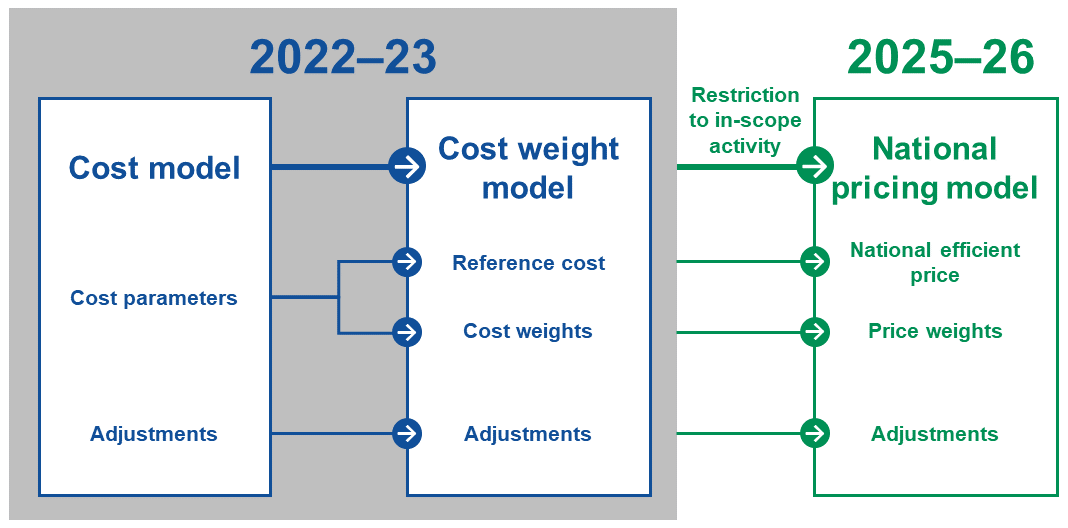 2022–23
2025–26
Cost model
Cost parameters
Adjustments
Cost weight
model
Reference cost
Cost weights
Adjustments
Restriction
to in-scope
activity
National
pricing model
National efficient
price
Price weights
Adjustments